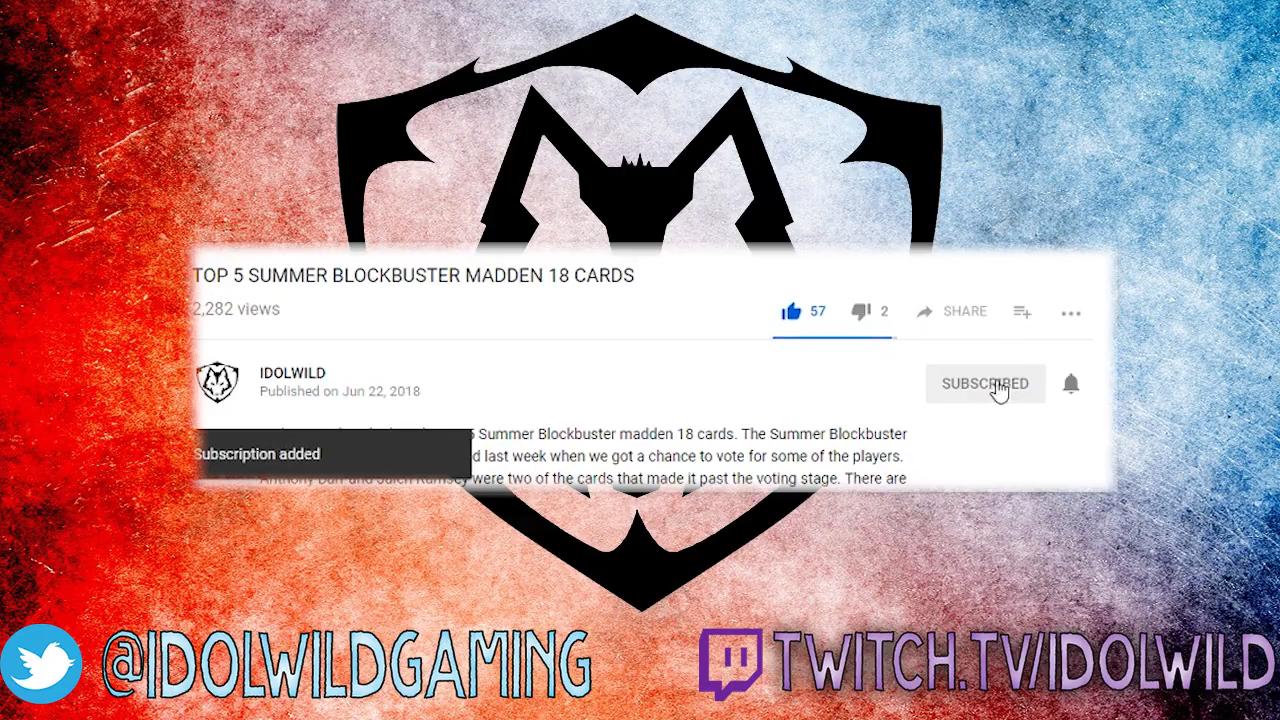 TOP 5 SUMMER BLOCKBUSTER MADDEN 18 CARDS
2,282 views
57 2 SHARE
IDOLWILD
Published on Jun 22, 2018
SUBSCRIBED
5 Summer Blockbuster madden 18 cards. The Summer Blockbuster
Subscription added
d last week when we got a chance to vote for some of the players.
were two of the cards that made it past the voting stage. There are
@IDOLWILDGAMING
TWITCH.TV/IDOLWILD